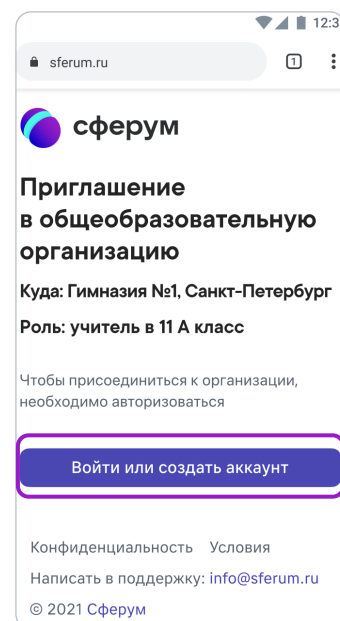 12:3
sferum.ru 1
сферум
Приглашение
в общеобразовательную
организацию
Куда: Гимназия №1, Санкт-Петербург
Роль: учитель в 11 А класс
Чтобы присоединиться к организации,
необходимо авторизоваться
Войти или создать аккаунт
Конфиденциальность Условия
Написать в поддержку: info@sferum.ru
© 2021 Сферум